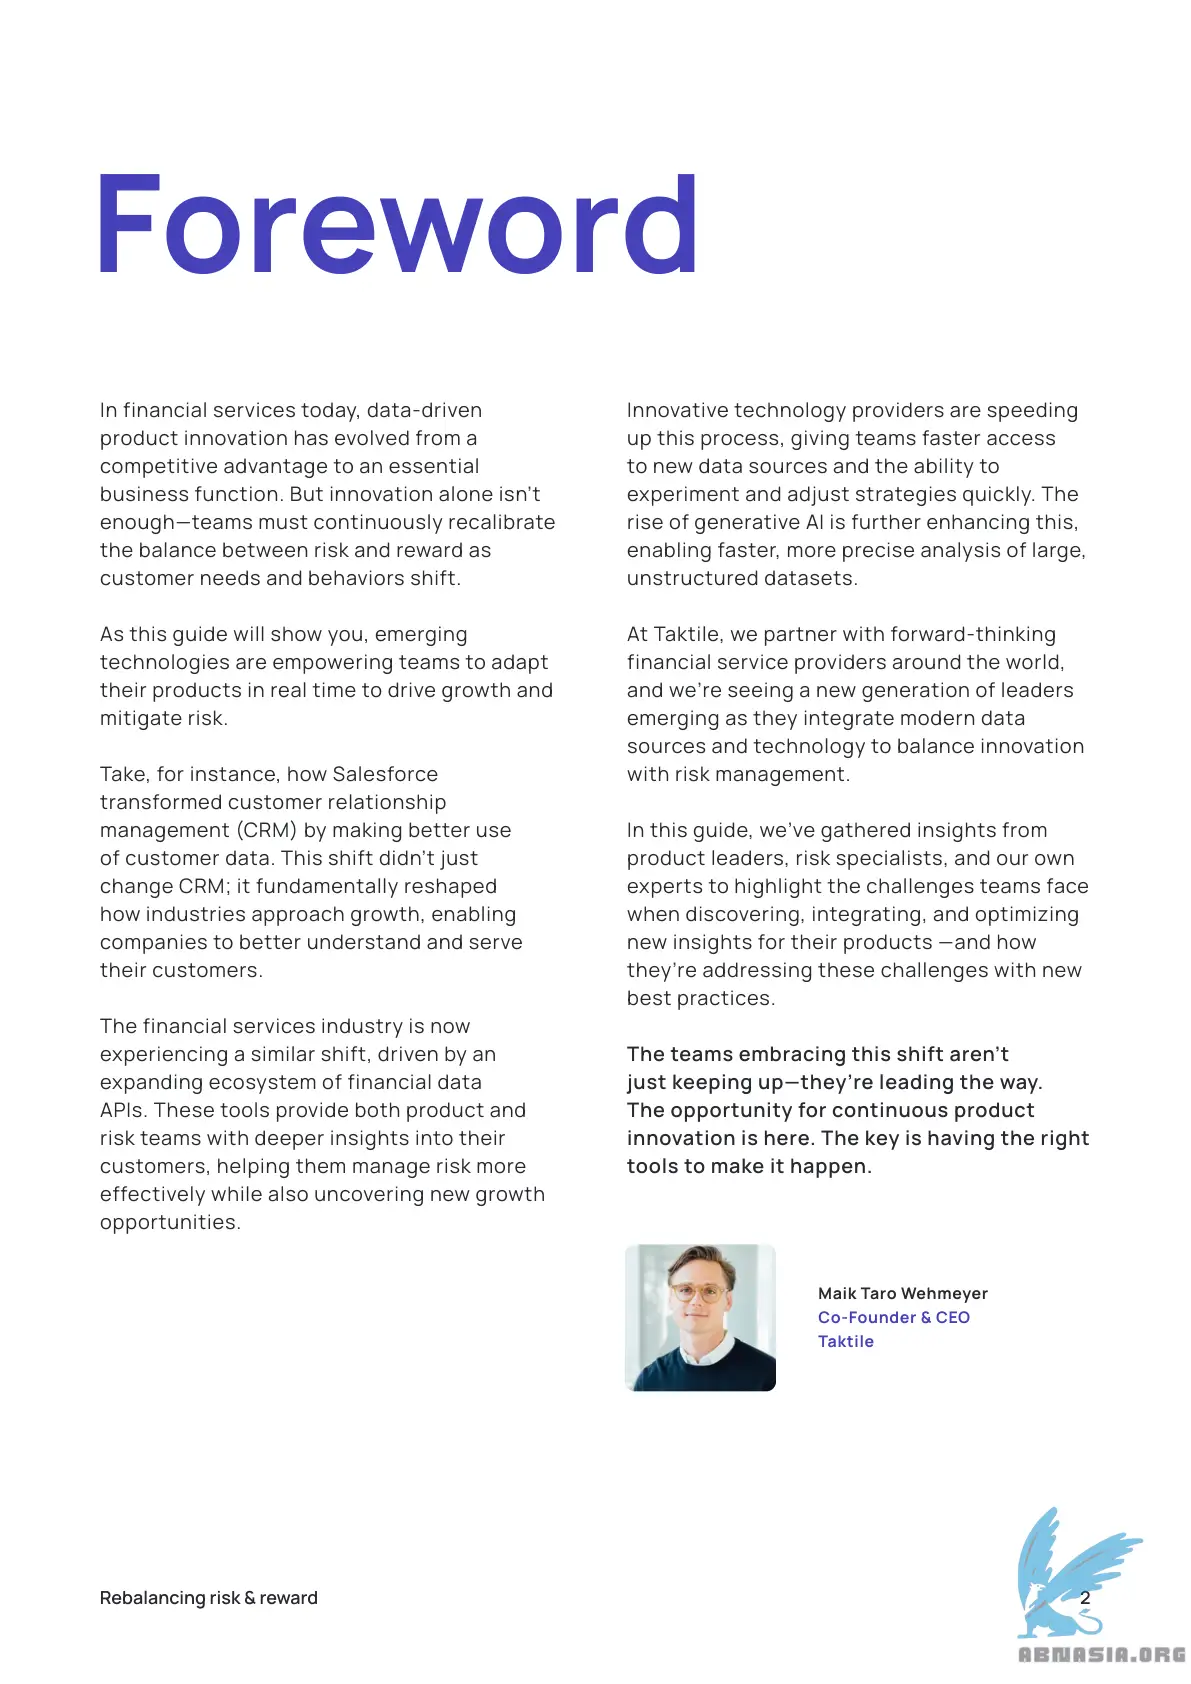 Foreword
In financial services today, data-driven
product innovation has evolved from a
competitive advantage to an essential
business function. But innovation alone isn’t
enough—teams must continuously recalibrate
the balance between risk and reward as
customer needs and behaviors shift.
As this guide will show you, emerging
technologies are empowering teams to adapt
their products in real time to drive growth and
mitigate risk.
Take, for instance, how Salesforce
transformed customer relationship
management (CRM) by making better use
of customer data. This shift didn’t just
change CRM; it fundamentally reshaped
how industries approach growth, enabling
companies to better understand and serve
their customers.
The financial services industry is now
experiencing a similar shift, driven by an
expanding ecosystem of financial data
APIs. These tools provide both product and
risk teams with deeper insights into their
customers, helping them manage risk more
effectively while also uncovering new growth
opportunities.
Innovative technology providers are speeding
up this process, giving teams faster access
to new data sources and the ability to
experiment and adjust strategies quickly. The
rise of generative AI is further enhancing this,
enabling faster, more precise analysis of large,
unstructured datasets.
At Taktile, we partner with forward-thinking
financial service providers around the world,
and we’re seeing a new generation of leaders
emerging as they integrate modern data
sources and technology to balance innovation
with risk management.
In this guide, we’ve gathered insights from
product leaders, risk specialists, and our own
experts to highlight the challenges teams face
when discovering, integrating, and optimizing
new insights for their products —and how
they’re addressing these challenges with new
best practices.
The teams embracing this shift aren’t
just keeping up—they’re leading the way.
The opportunity for continuous product
innovation is here. The key is having the right
tools to make it happen.
Maik Taro Wehmeyer
Co-Founder & CEO
Taktile
Rebalancing risk & reward
2
ABNASIA.ORG